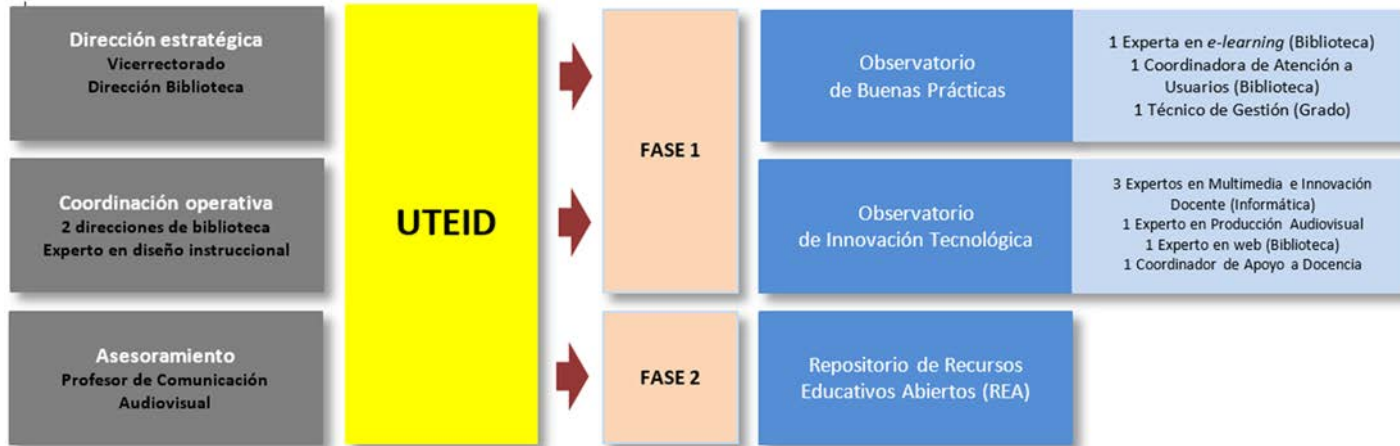 Dirección estratégica
Vicerrectorado
Dirección Biblioteca
Coordinación operativa
2 direcciones de biblioteca
Experto en diseño instruccional
Asesoramiento
Profesor de Comunicación
Audiovisual
UTEID
FASE 1
FASE 2
Observatorio
de Buenas Prácticas
1 Experta en e-learning (Biblioteca)
1 Coordinadora de Atención a
Usuarios (Biblioteca)
1 Técnico de Gestión (Grado)
Observatorio
de Innovación Tecnológica
3 Expertos en Multimedia e Innovación
Docente (Informática)
1 Experto en Producción Audiovisual
1 Experto en web (Biblioteca)
1 Coordinador de Apoyo a Docencia
Repositorio de Recursos
Educativos Abiertos (REA)